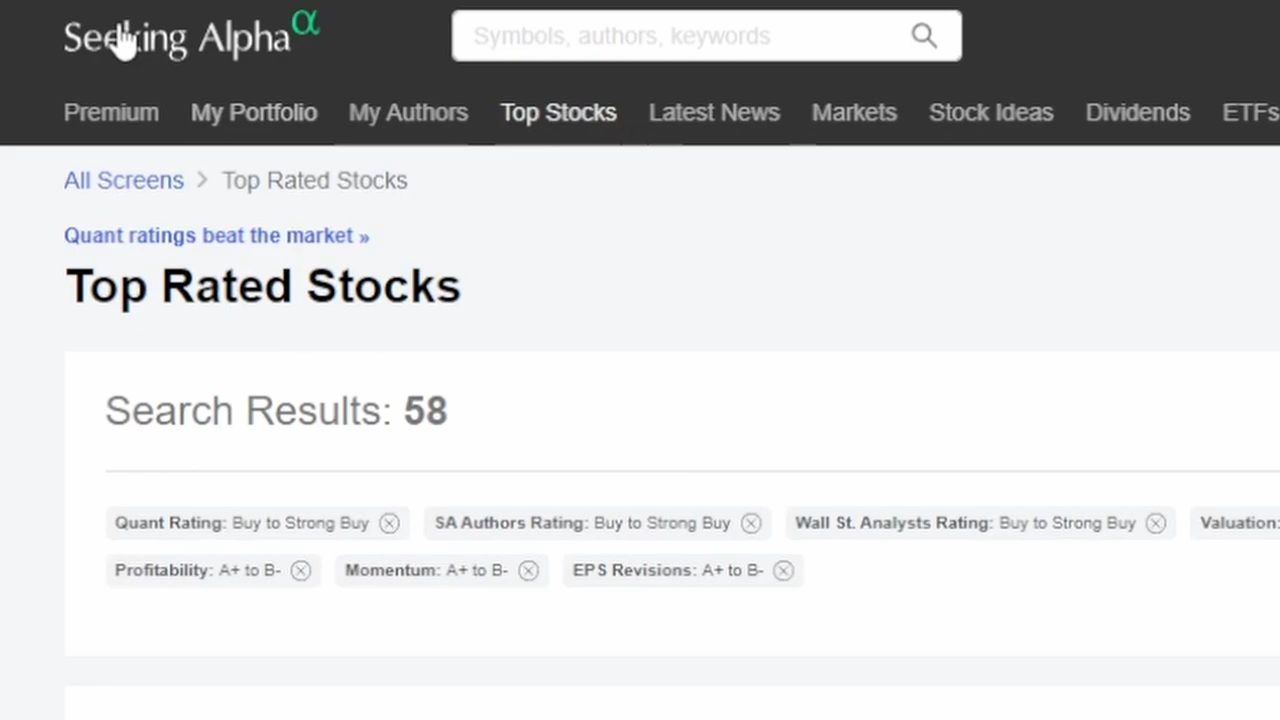 Seeking Alpha α
Symbols, authors, keywords
Premium My Portfolio My Authors Top Stocks Latest News Markets Stock Ideas Dividends ETFs
All Screens > Top Rated Stocks
Quant ratings beat the market »
Top Rated Stocks
Search Results: 58
Quant Rating: Buy to Strong Buy SA Authors Rating: Buy to Strong Buy Wall St. Analysts Rating: Buy to Strong Buy Valuation:
Profitability: A+ to B- Momentum: A+ to B- EPS Revisions: A+ to B-